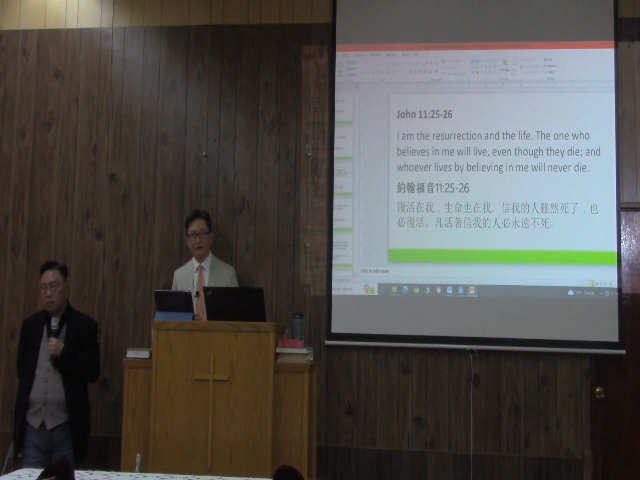 John 11:25-26
I am the resurrection and the life. The one who
believes in me will live, even though they die; and
whoever lives by believing in me will never die.
約翰福音11:25-26
復活在我，生命也在我。信我的人雖然死了，也
必復活。凡活著信我的人必永遠不死。